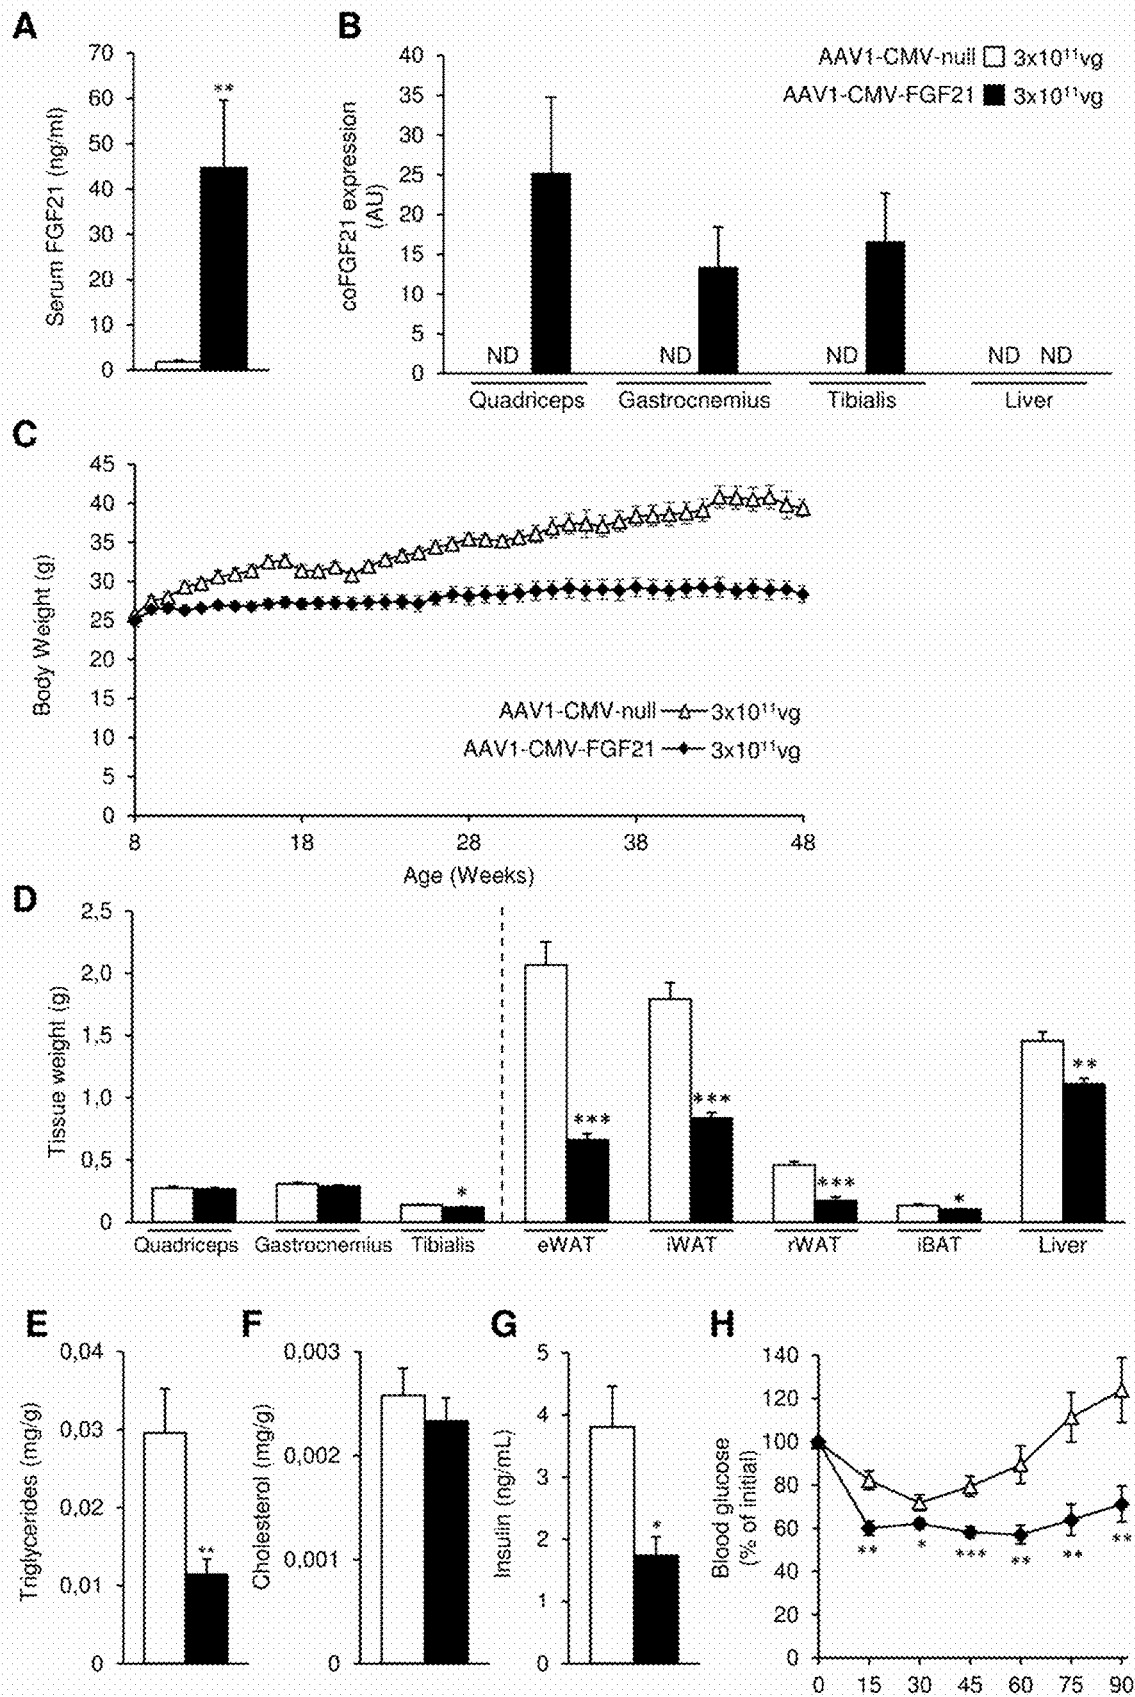 A
70
60
50
40
30
20
10
0
Serum FGF21 (ng/ml)
**
B
40
35
30
25
20
15
10
5
0
coFGF21 expression
(AU)
AAV1-CMV-null 3x10¹¹vg
AAV1-CMV-FGF21 3x10¹¹vg
ND ND ND ND ND
Quadriceps Gastrocnemius Tibialis Liver
C
45
40
35
30
25
20
15
10
5
0
Body Weight (g)
AAV1-CMV-null 3x10¹¹vg
AAV1-CMV-FGF21 3x10¹¹vg
8 18 28 38 48
Age (Weeks)
D
2,5
2,0
1,5
1,0
0,5
0
Tissue weight (g)
* *** *** *** * **
Quadriceps Gastrocnemius Tibialis eWAT iWAT rWAT iBAT Liver
E
0,04
0,03
0,02
0,01
0
Triglycerides (mg/g)
**
F
0,003
0,002
0,001
0
Cholesterol (mg/g)
G
5
4
3
2
1
0
Insulin (ng/mL)
*
H
140
120
100
80
60
40
20
0
Blood glucose
(% of initial)
** * *** ** ** **
0 15 30 45 60 75 90